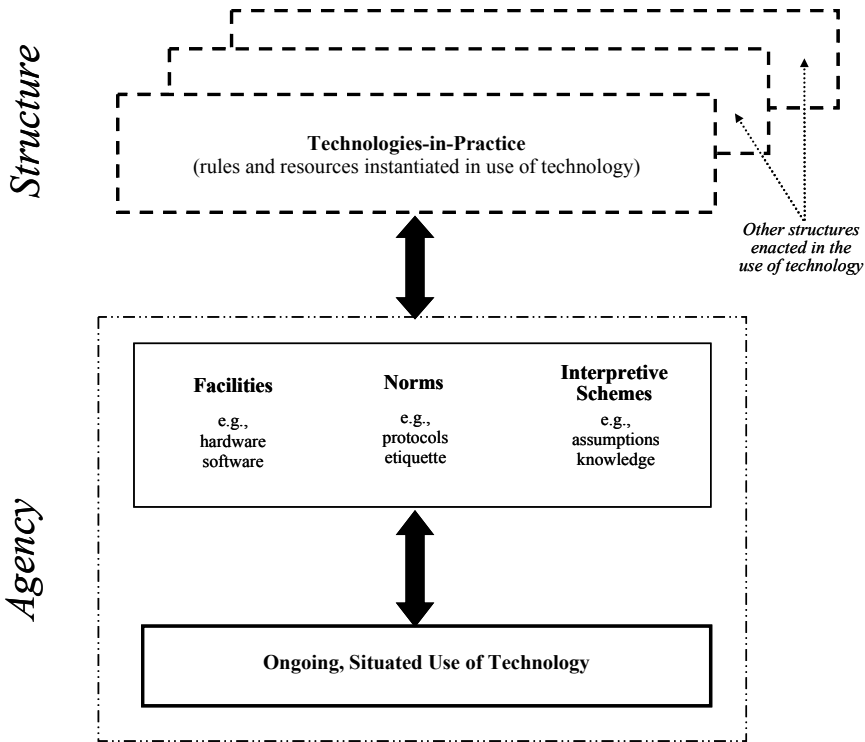 Structure
Technologies-in-Practice
(rules and resources instantiated in use of technology)
Other structures
enacted in the
use of technology
Agency
Facilities
e.g.,
hardware
software
Norms
e.g.,
protocols
etiquette
Interpretive
Schemes
e.g.,
assumptions
knowledge
Ongoing, Situated Use of Technology